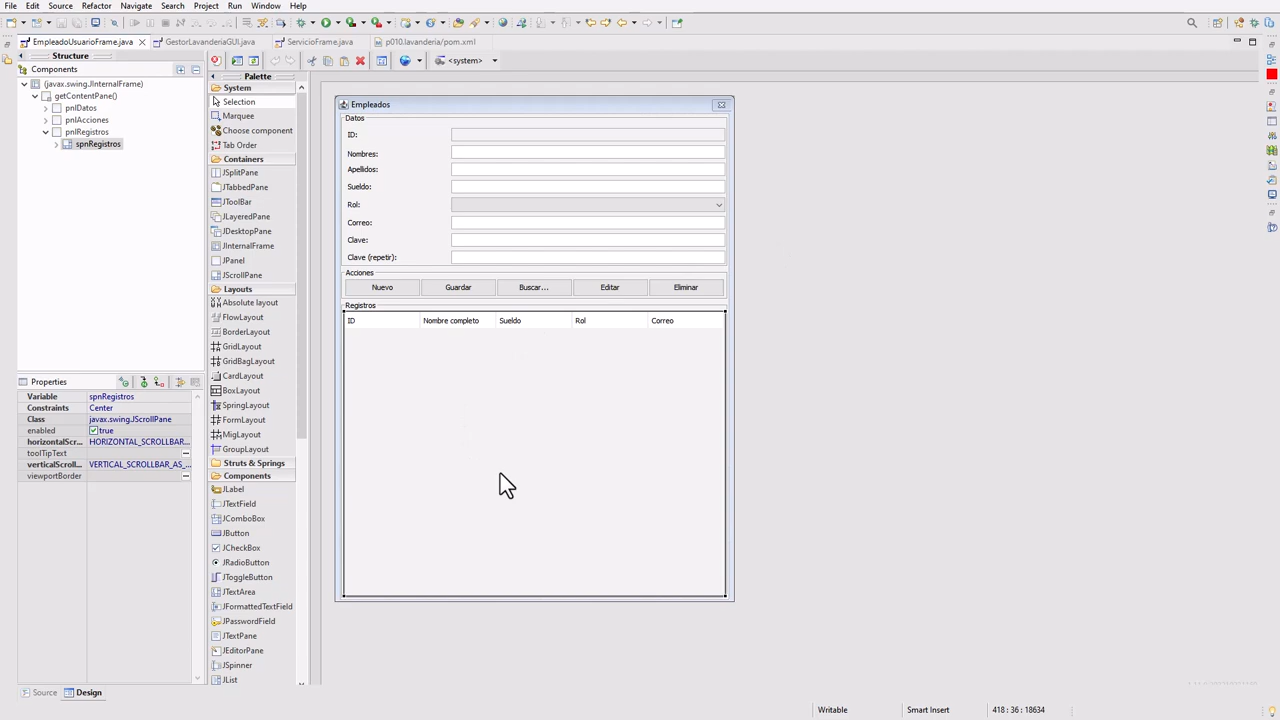 File Edit Source Refactor Navigate Search Project Run Window Help
EmpleadoUsuarioFrame.java GestorLavanderiaGUI.java ServicioFrame.java p010.lavanderia/pom.xml
Structure
Components
(javax.swing.JInternalFrame)
getContentPane()
pnlDatos
pnlAcciones
pnlRegistros
spnRegistros
Properties
Variable spnRegistros
Constraints Center
Class javax.swing.JScrollPane
enabled true
horizontalScr... HORIZONTAL_SCROLLBAR...
toolTipText
verticalScroll... VERTICAL_SCROLLBAR_AS_...
viewportBorder
Source Design
<system>
Palette
System
Selection
Marquee
Choose component
Tab Order
Containers
JSplitPane
JTabbedPane
JToolBar
JLayeredPane
JDesktopPane
JInternalFrame
JPanel
JScrollPane
Layouts
Absolute layout
FlowLayout
BorderLayout
GridLayout
GridBagLayout
CardLayout
BoxLayout
SpringLayout
FormLayout
MigLayout
GroupLayout
Struts & Springs
Components
JLabel
JTextField
JComboBox
JButton
JCheckBox
JRadioButton
JToggleButton
JTextArea
JFormattedTextField
JPasswordField
JTextPane
JEditorPane
JSpinner
JList
Empleados
Datos
ID:
Nombres:
Apellidos:
Sueldo:
Rol:
Correo:
Clave:
Clave (repetir):
Acciones
Nuevo Guardar Buscar... Editar Eliminar
Registros
ID Nombre completo Sueldo Rol Correo
Writable Smart Insert 418 : 36 : 18634